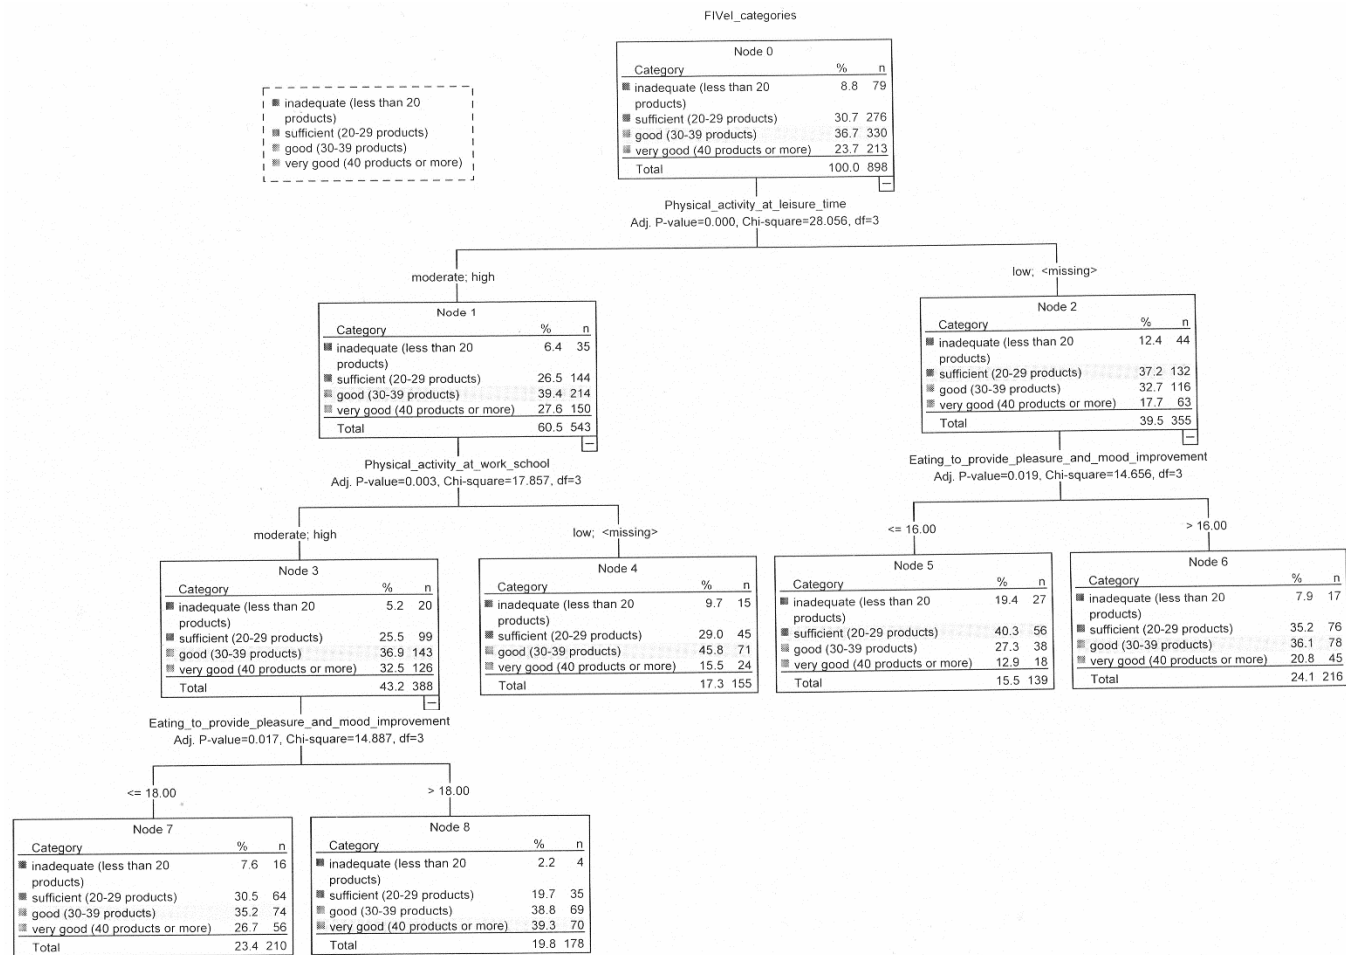 FIVeI_categories
Node 0
Category % n
inadequate (less than 20 8.8 79
products)
sufficient (20-29 products) 30.7 276
good (30-39 products) 36.7 330
very good (40 products or more) 23.7 213
Total 100.0 898
inadequate (less than 20
products)
sufficient (20-29 products)
good (30-39 products)
very good (40 products or more)
Physical_activity_at_leisure_time
Adj. P-value=0.000, Chi-square=28.056, df=3
moderate; high
low; <missing>
Node 1
Category % n
inadequate (less than 20 6.4 35
products)
sufficient (20-29 products) 26.5 144
good (30-39 products) 39.4 214
very good (40 products or more) 27.6 150
Total 60.5 543
Node 2
Category % n
inadequate (less than 20 12.4 44
products)
sufficient (20-29 products) 37.2 132
good (30-39 products) 32.7 116
very good (40 products or more) 17.7 63
Total 39.5 355
Physical_activity_at_work_school
Adj. P-value=0.003, Chi-square=17.857, df=3
Eating_to_provide_pleasure_and_mood_improvement
Adj. P-value=0.019, Chi-square=14.656, df=3
moderate; high
low; <missing>
<= 16.00
> 16.00
Node 3
Category % n
inadequate (less than 20 5.2 20
products)
sufficient (20-29 products) 25.5 99
good (30-39 products) 36.9 143
very good (40 products or more) 32.5 126
Total 43.2 388
Node 4
Category % n
inadequate (less than 20 9.7 15
products)
sufficient (20-29 products) 29.0 45
good (30-39 products) 45.8 71
very good (40 products or more) 15.5 24
Total 17.3 155
Node 5
Category % n
inadequate (less than 20 19.4 27
products)
sufficient (20-29 products) 40.3 56
good (30-39 products) 27.3 38
very good (40 products or more) 12.9 18
Total 15.5 139
Node 6
Category % n
inadequate (less than 20 7.9 17
products)
sufficient (20-29 products) 35.2 76
good (30-39 products) 36.1 78
very good (40 products or more) 20.8 45
Total 24.1 216
Eating_to_provide_pleasure_and_mood_improvement
Adj. P-value=0.017, Chi-square=14.887, df=3
<= 18.00
> 18.00
Node 7
Category % n
inadequate (less than 20 7.6 16
products)
sufficient (20-29 products) 30.5 64
good (30-39 products) 35.2 74
very good (40 products or more) 26.7 56
Total 23.4 210
Node 8
Category % n
inadequate (less than 20 2.2 4
products)
sufficient (20-29 products) 19.7 35
good (30-39 products) 38.8 69
very good (40 products or more) 39.3 70
Total 19.8 178